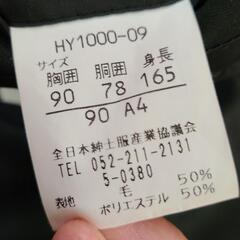 HY1000-09
サイズ
胸囲 胴囲 身長
90 78 165
90 A4
全日本紳士服産業協議会
TEL 052-211-2131
5-0380
表地 毛 50%
ポリエステル 50%